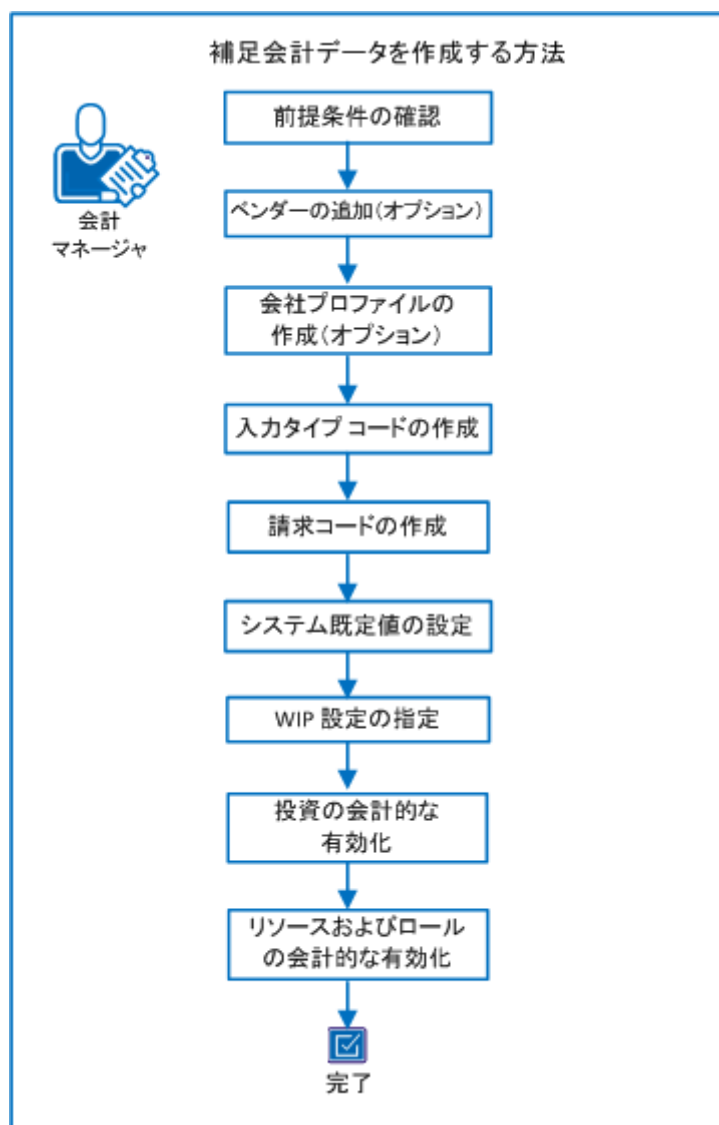 補足会計データを作成する方法
会計
マネージャ
前提条件の確認
ベンダーの追加(オプション)
会社プロファイルの
作成(オプション)
入力タイプ コードの作成
請求コードの作成
システム既定値の設定
WIP 設定の指定
投資の会計的な
有効化
リソースおよびロール
の会計的な有効化
完了